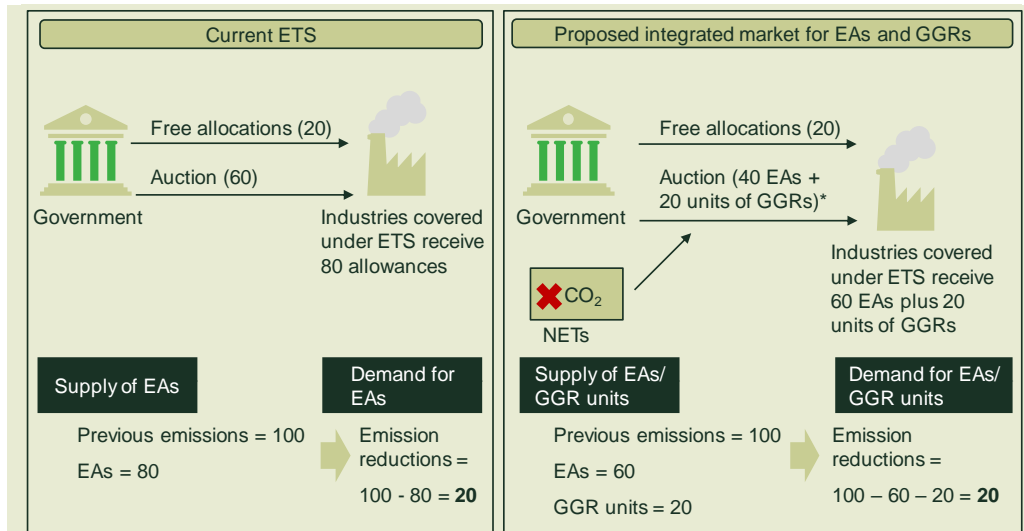 Current ETS
Free allocations (20)
Auction (60)
Government
Industries covered
under ETS receive
80 allowances
Supply of EAs
Demand for
EAs
Previous emissions = 100
EAs = 80
Emission
reductions =
100 - 80 = 20
Proposed integrated market for EAs and GGRs
Free allocations (20)
Auction (40 EAs +
20 units of GGRs)*
Government
CO₂
NETs
Industries covered
under ETS receive
60 EAs plus 20
units of GGRs
Supply of EAs/
GGR units
Demand for EAs/
GGR units
Previous emissions = 100
EAs = 60
GGR units = 20
Emission
reductions =
100 – 60 – 20 = 20